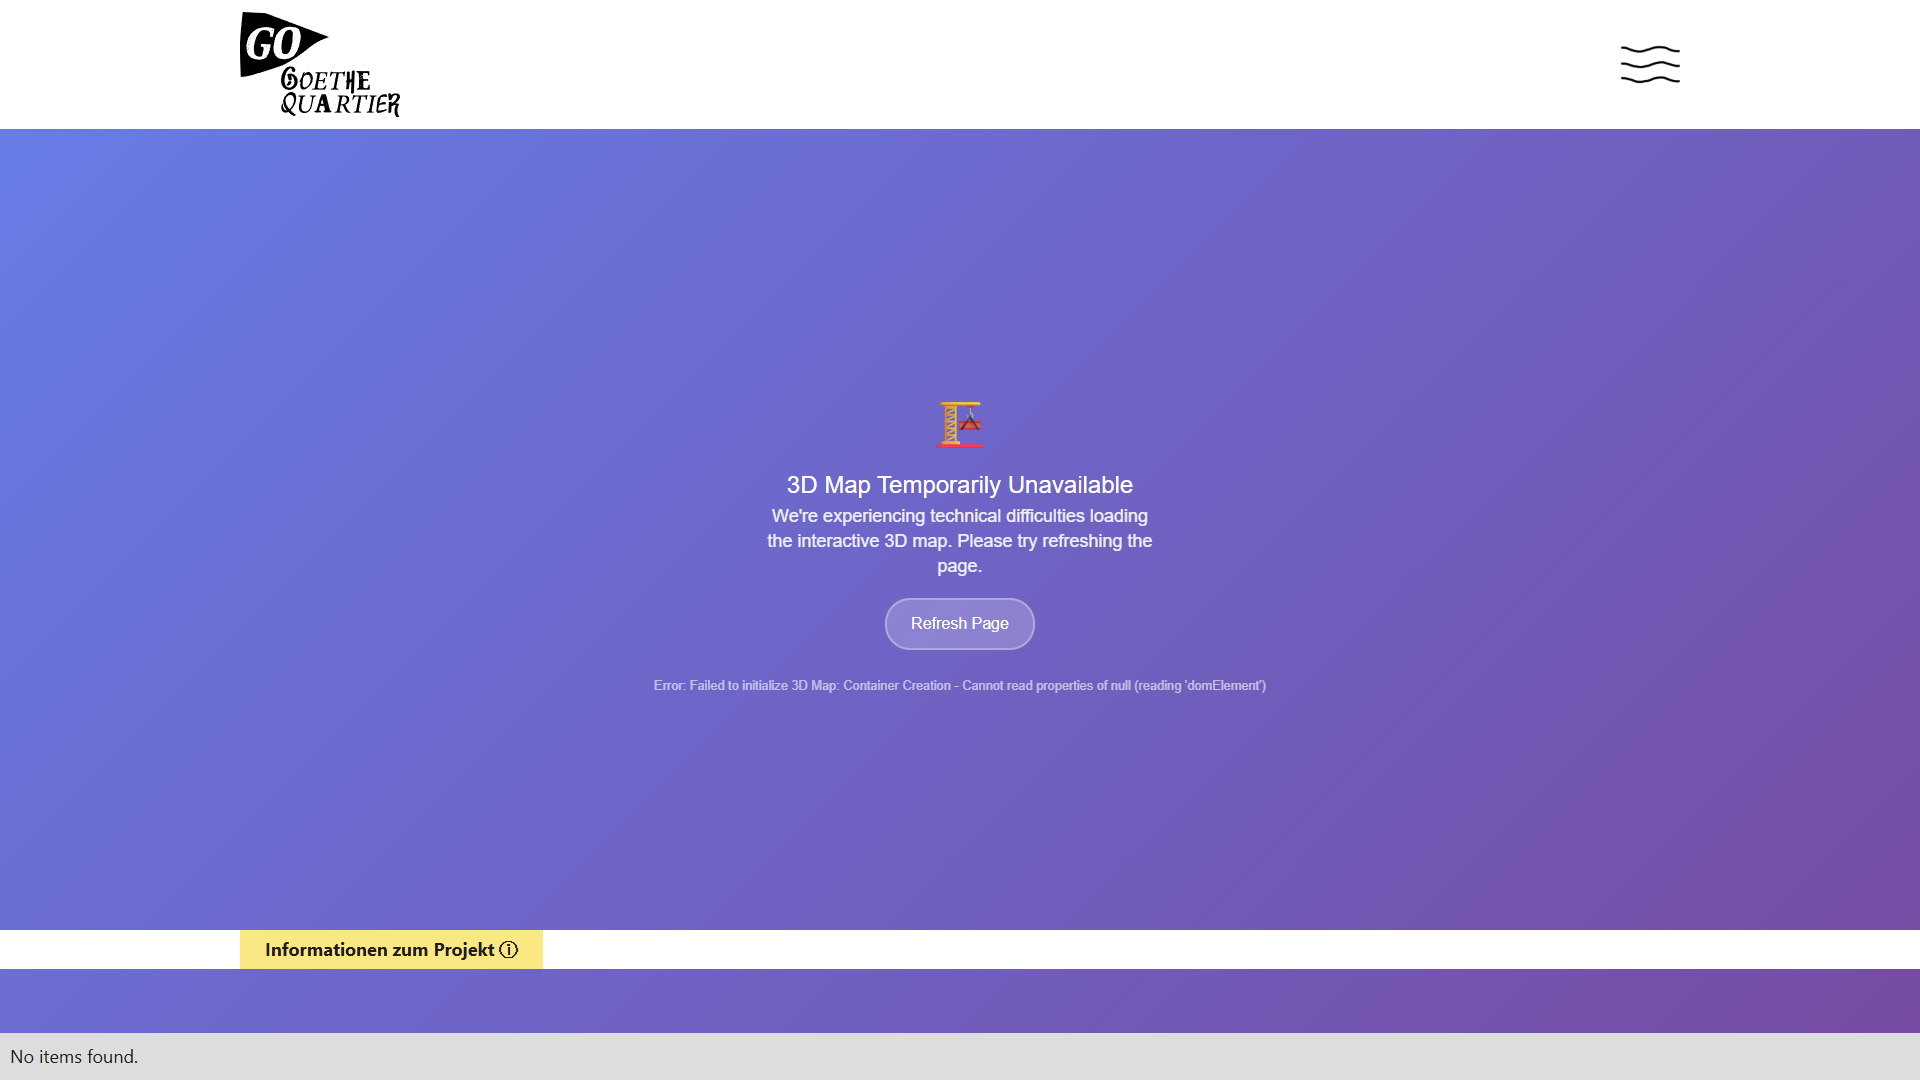 GO
GOETHE
QUARTIER
3D Map Temporarily Unavailable
We're experiencing technical difficulties loading
the interactive 3D map. Please try refreshing the
page.
Refresh Page
Error: Failed to initialize 3D Map: Container Creation - Cannot read properties of null (reading 'domElement')
Informationen zum Projekt ⓘ
No items found.